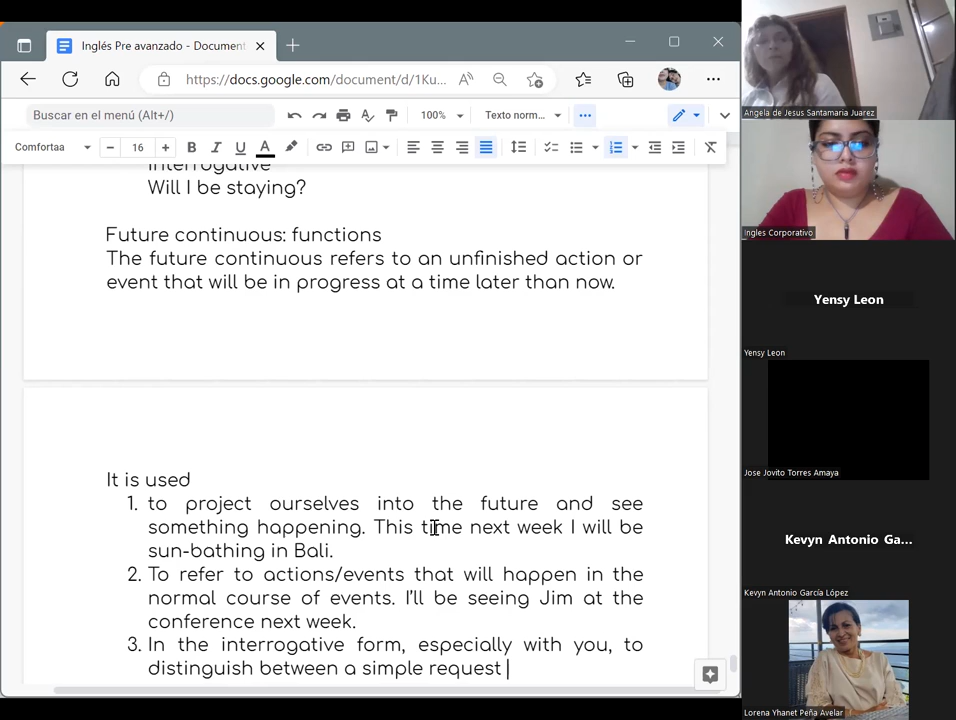 Inglés Pre avanzado - Document
https://docs.google.com/document/d/1Ku...
Buscar en el menú (Alt+/)
100%
Texto norm...
Comfortaa
16
Interrogative
Will I be staying?
Future continuous: functions
The future continuous refers to an unfinished action or
event that will be in progress at a time later than now.
It is used
1. to project ourselves into the future and see
something happening. This time next week I will be
sun-bathing in Bali.
2. To refer to actions/events that will happen in the
normal course of events. I'll be seeing Jim at the
conference next week.
3. In the interrogative form, especially with you, to
distinguish between a simple request
Angela de Jesus Santamaria Juarez
Ingles Corporativo
Yensy Leon
Yensy Leon
Jose Jovito Torres Amaya
Kevyn Antonio Ga...
Kevyn Antonio García López
Lorena Yhanet Peña Avelar